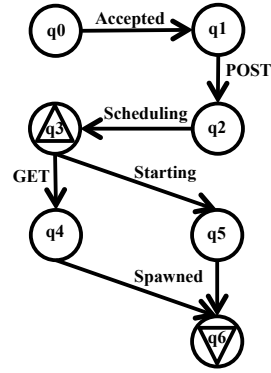 q0 Accepted q1
POST
q3 Scheduling q2
GET Starting
q4 q5
Spawned
q6